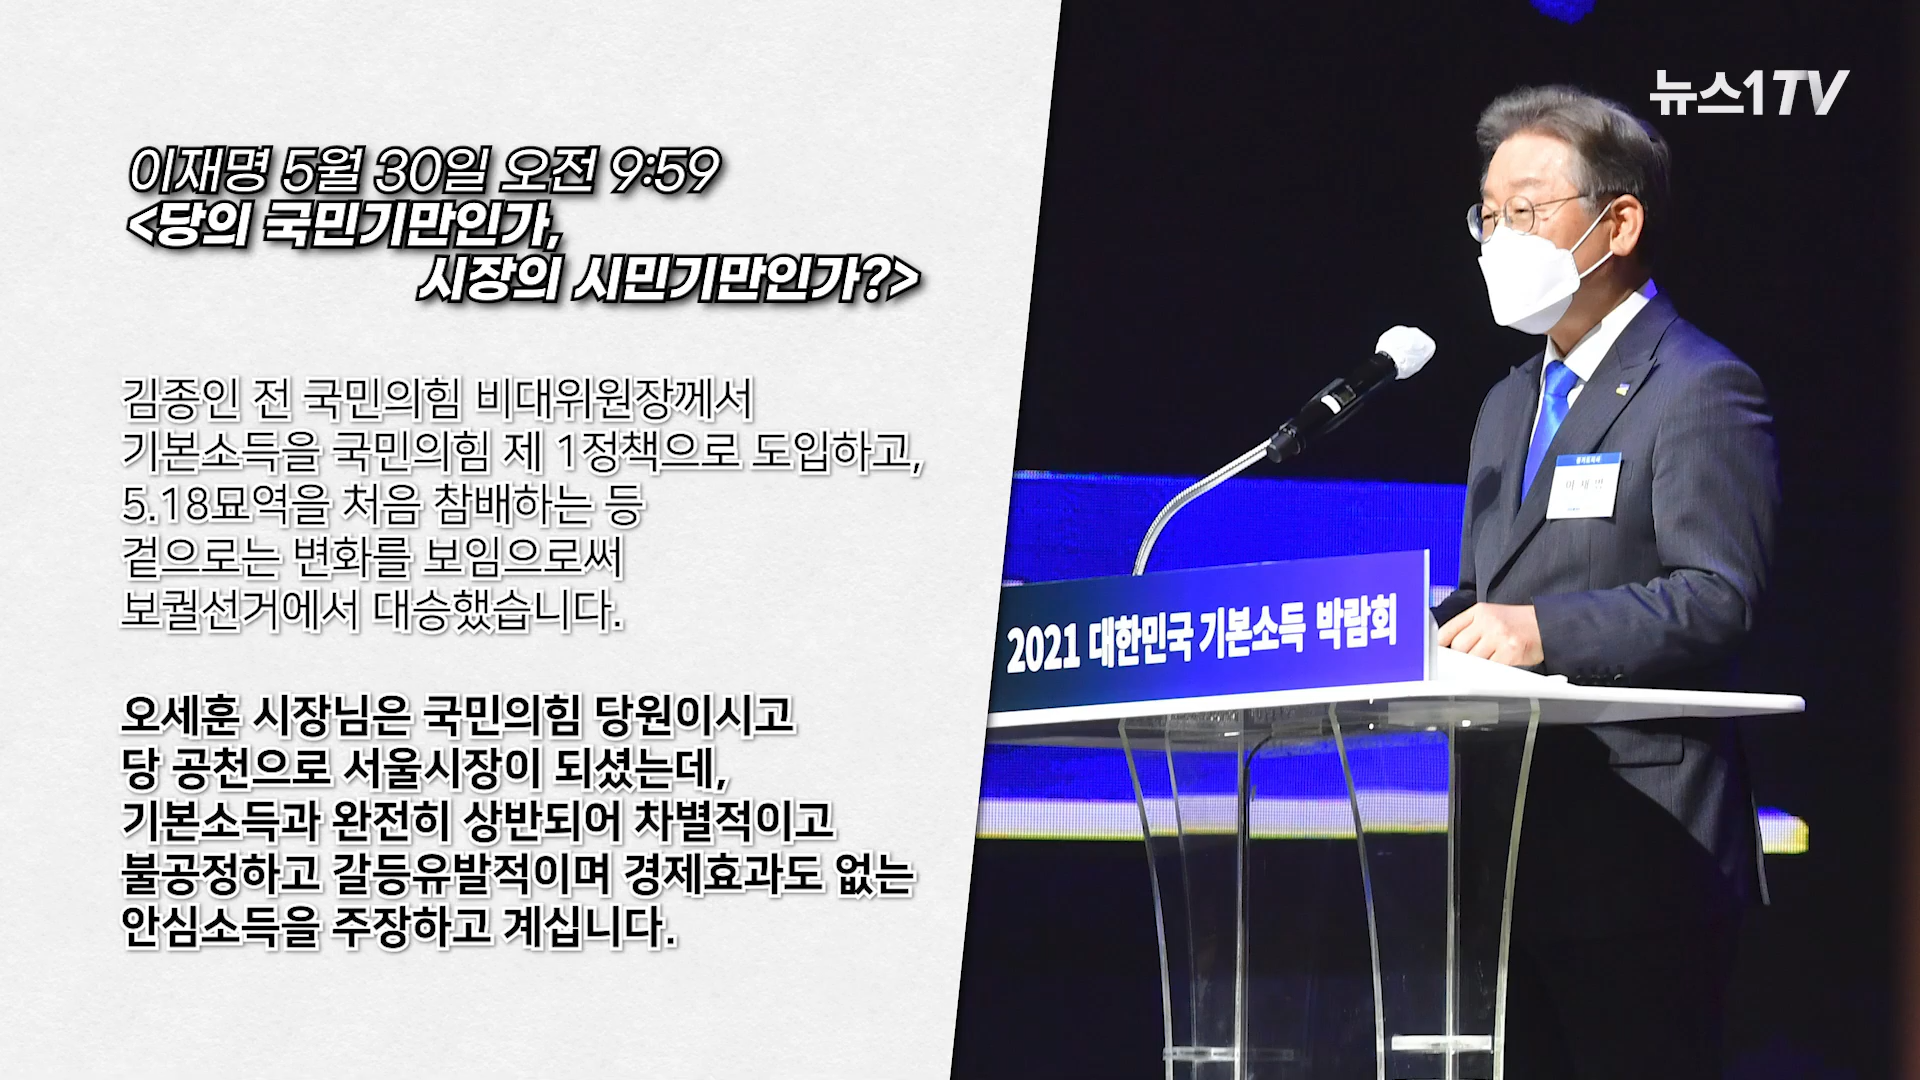 뉴스1TV
이재명 5월 30일 오전 9:59
<당의 국민기만인가,
시장의 시민기만인가?>
김종인 전 국민의힘 비대위원장께서
기본소득을 국민의힘 제 1정책으로 도입하고,
5.18묘역을 처음 참배하는 등
겉으로는 변화를 보임으로써
보궐선거에서 대승했습니다.
오세훈 시장님은 국민의힘 당원이시고
당 공천으로 서울시장이 되셨는데,
기본소득과 완전히 상반되어 차별적이고
불공정하고 갈등유발적이며 경제효과도 없는
안심소득을 주장하고 계십니다.
이 재 명
2021 대한민국 기본소득 박람회